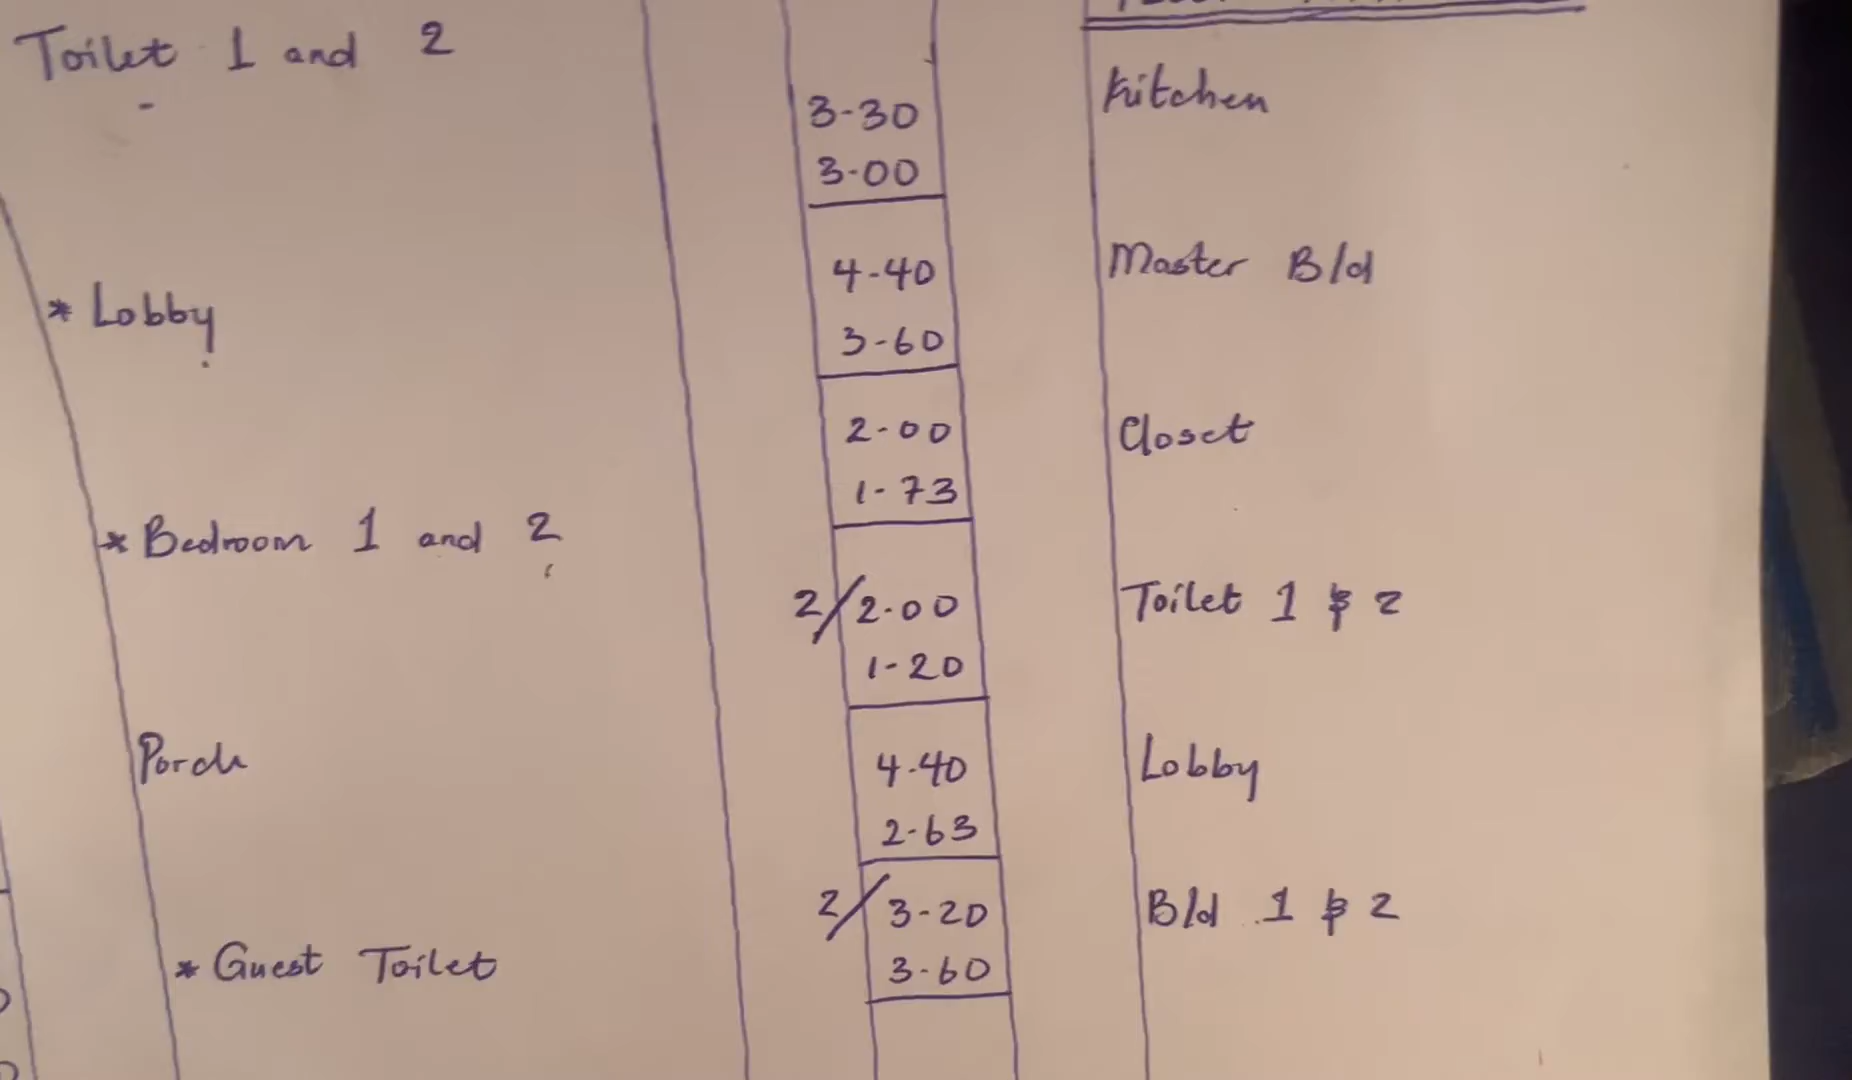 Toilet 1 and 2
* Lobby
* Bedroom 1 and 2
Porch
* Guest Toilet
3-30 Kitchen
3-00
4-40 Master B/d
3-60
2-00 Closet
1-73
2/2-00 Toilet 1 & 2
1-20
4-40 Lobby
2-63
2/3-20 B/d 1 & 2
3-60